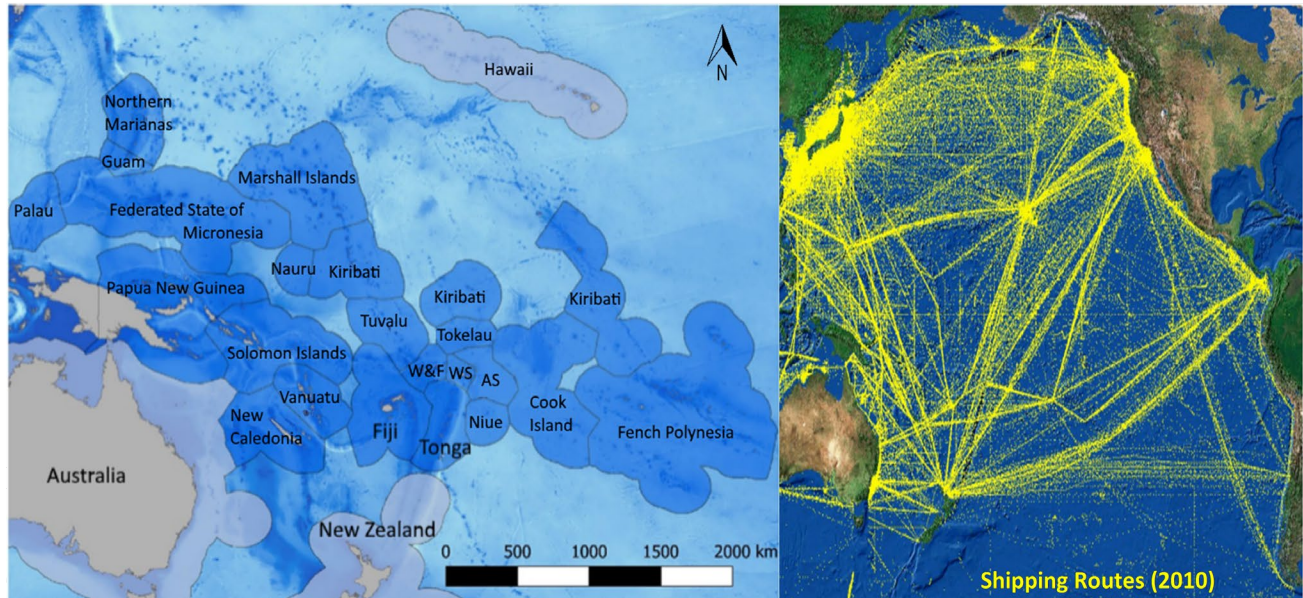 Hawaii
N
Northern
Marianas
Guam
Marshall Islands
Palau
Federated State of
Micronesia
Nauru
Kiribati
Papua New Guinea
Kiribati
Kiribati
Tuvalu
Tokelau
Solomon Islands
W&F
WS
AS
Vanuatu
New
Caledonia
Fiji
Tonga
Niue
Cook
Island
Fench Polynesia
Australia
New Zealand
0 500 1000 1500 2000 km
Shipping Routes (2010)